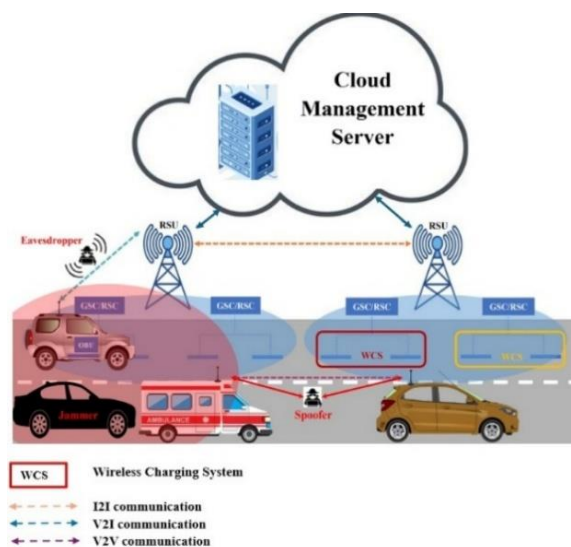 Cloud
Management
Server
RSU
RSU
Eavesdropper
GSC/RSC
GSC/RSC
GSC/RSC
GSC/RSC
OBU
WCS
WCS
Jammer
AMBULANCE
Spoofer
WCS
Wireless Charging System
I2I communication
V2I communication
V2V communication